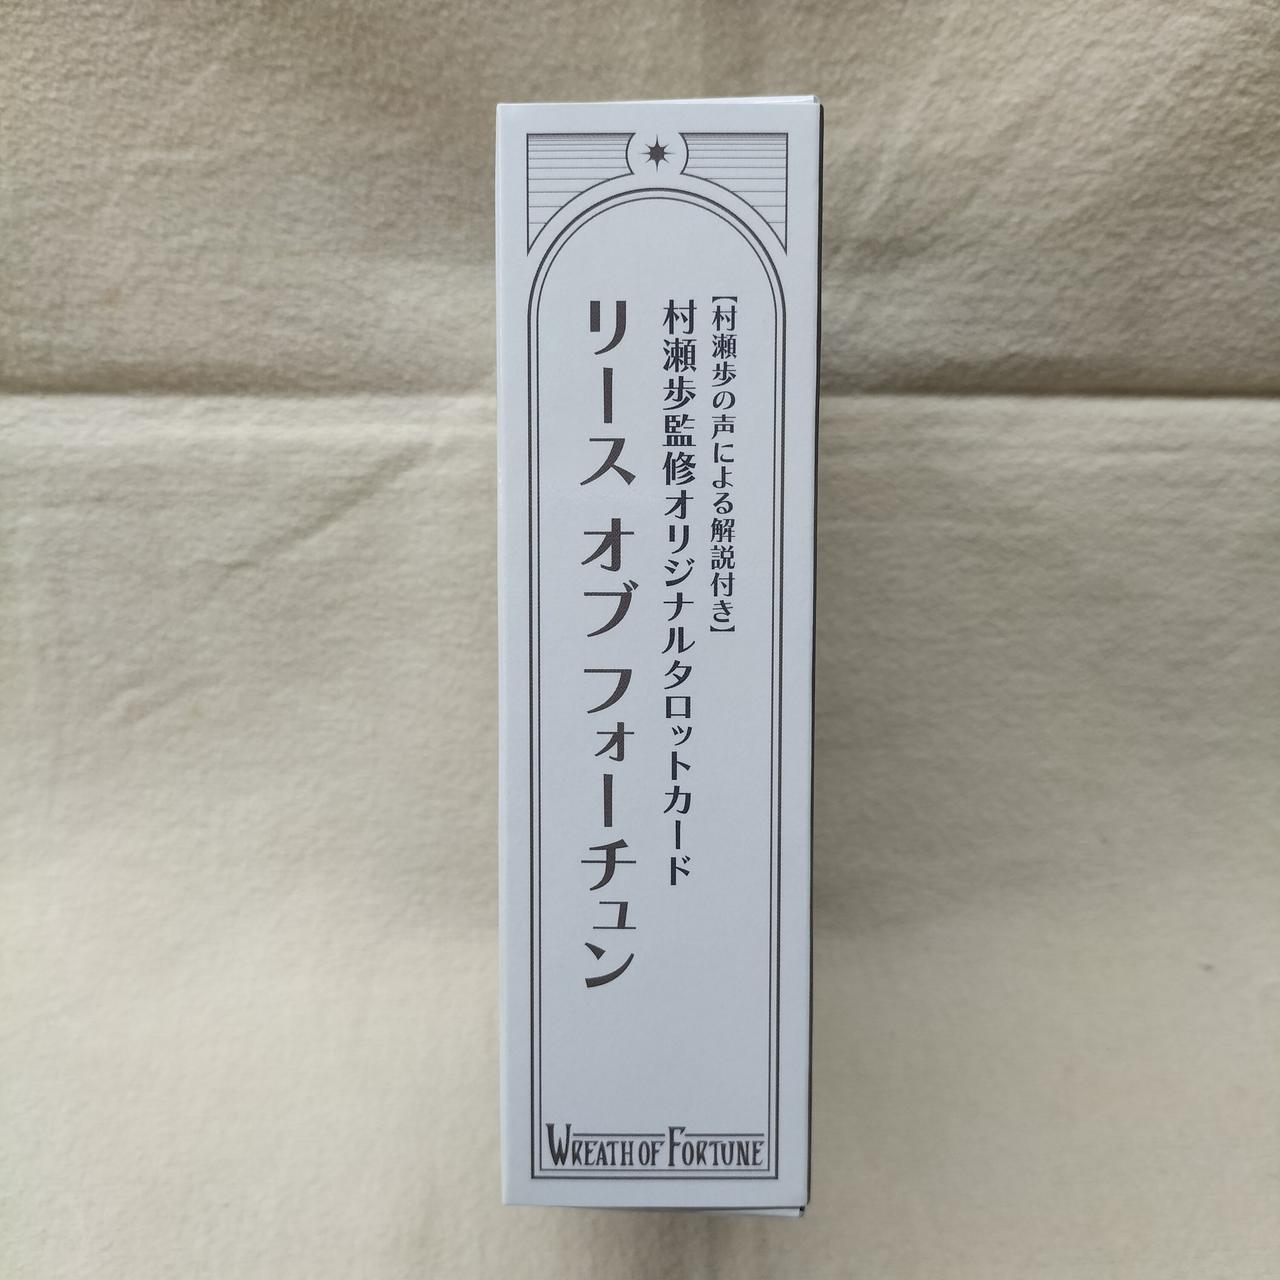 【村瀬歩の声による解説付き】
村瀬歩監修オリジナルタロットカード
リース オブ フォーチュン
WREATH OF FORTUNE